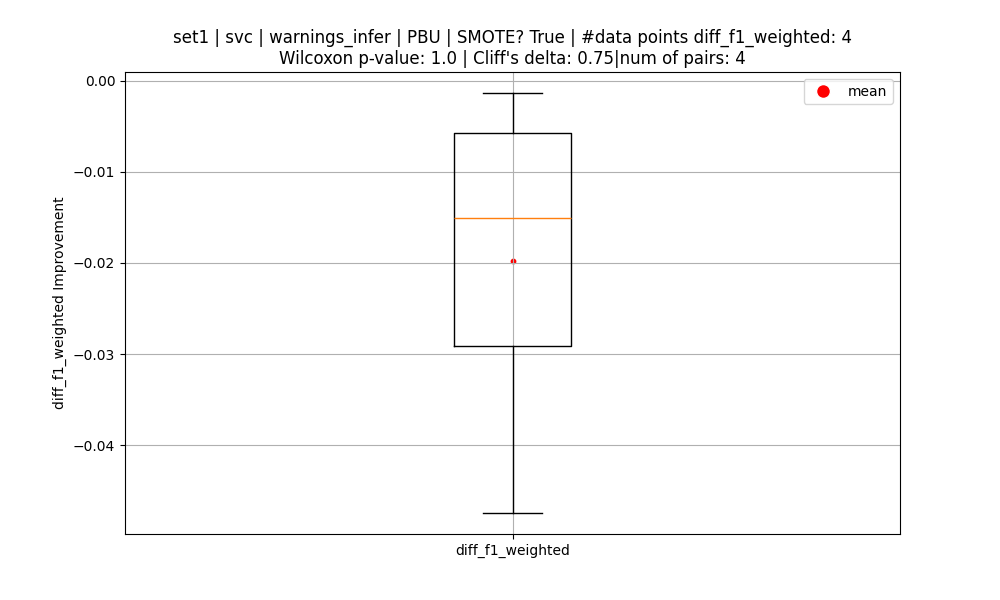 set1 | svc | warnings_infer | PBU | SMOTE? True | #data points diff_f1_weighted: 4
Wilcoxon p-value: 1.0 | Cliff's delta: 0.75|num of pairs: 4
mean
0.00
−0.01
−0.02
−0.03
−0.04
diff_f1_weighted Improvement
diff_f1_weighted